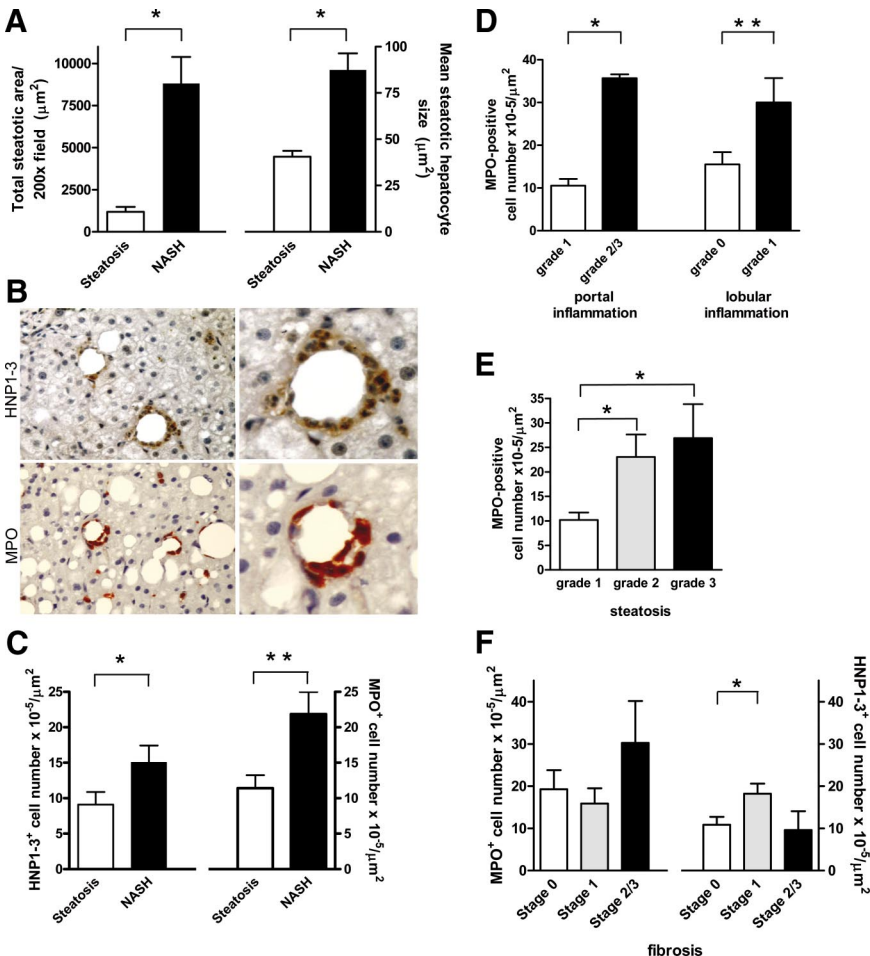 A
*
*
Total steatotic area/
200x field (μm2)
10000
7500
5000
2500
0
100
75
50
25
0
Mean steatotic hepatocyte
size (μm2)
Steatosis
NASH
Steatosis
NASH
B
HNP1-3
MPO
C
*
* *
HNP1-3+ cell number x 10-5/μm2
25
20
15
10
5
0
25
20
15
10
5
0
MPO+ cell number x 10-5/μm2
Steatosis
NASH
Steatosis
NASH
D
*
* *
MPO-positive
cell number x10-5/μm2
40
30
20
10
0
grade 1
grade 2/3
grade 0
grade 1
portal
inflammation
lobular
inflammation
E
*
*
MPO-positive
cell number x10-5/μm2
35
30
25
20
15
10
5
0
grade 1 grade 2 grade 3
steatosis
F
*
MPO+ cell number x 10-5/μm2
40
30
20
10
0
40
30
20
10
0
HNP1-3+ cell number x 10-5/μm2
Stage 0
Stage 1
Stage 2/3
Stage 0
Stage 1
Stage 2/3
fibrosis